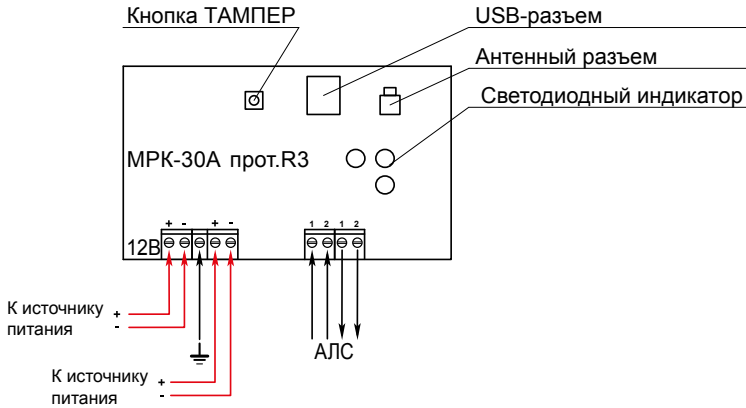 Кнопка ТАМПЕР
USB-разъем
Антенный разъем
Светодиодный индикатор
МРК-30А прот.R3
+ - + -
1 2 1 2
12В
К источнику +
питания -
АЛС
К источнику +
питания -